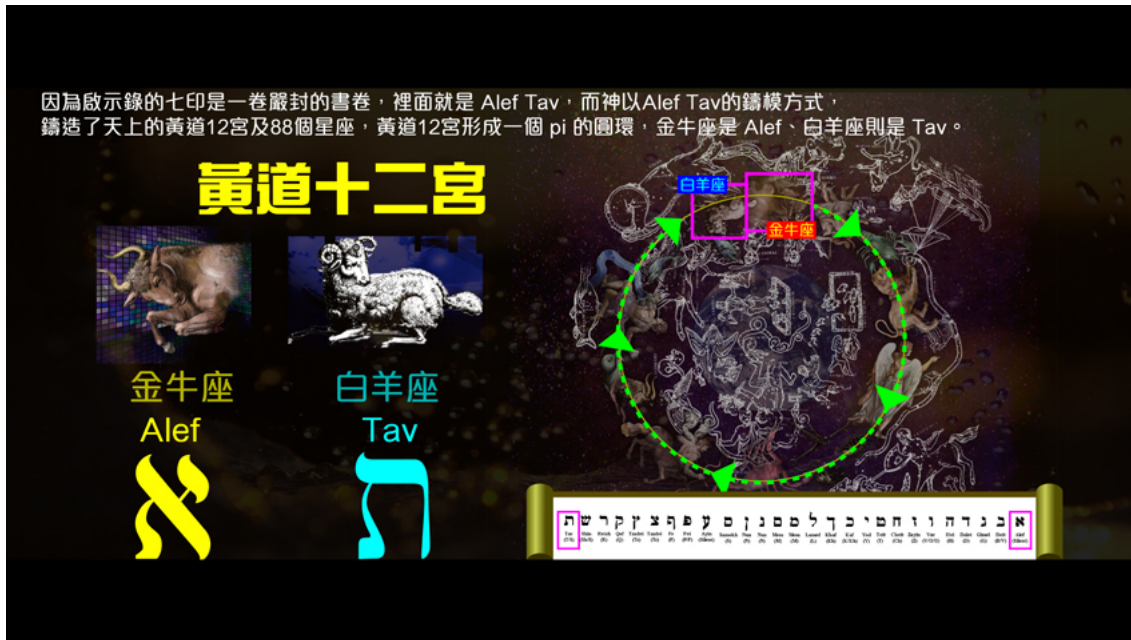 因為啟示錄的七印是一卷嚴封的書卷，裡面就是 Alef Tav，而神以Alef Tav的鑄模方式，
鑄造了天上的黃道12宮及88個星座，黃道12宮形成一個 pi 的圓環，金牛座是 Alef、白羊座則是 Tav。
黃道十二宮
白羊座
金牛座
金牛座 白羊座
Alef Tav
א ת
א ב ג ד ה ו ז ח ט י כ ך ל מ ם נ ן ס ע פ ף צ ץ ק ר ש ת